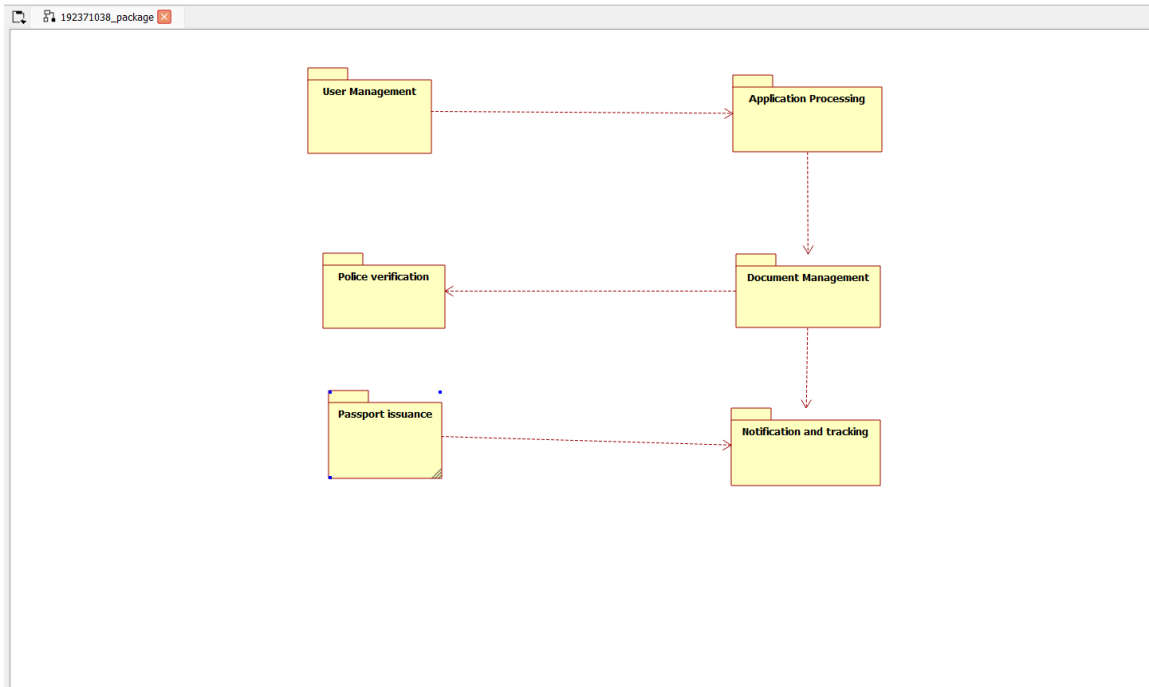 192371038_package
User Management
Application Processing
Police verification
Document Management
Passport issuance
Notification and tracking